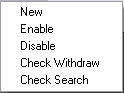 New
Enable
Disable
Check Withdraw
Check Search